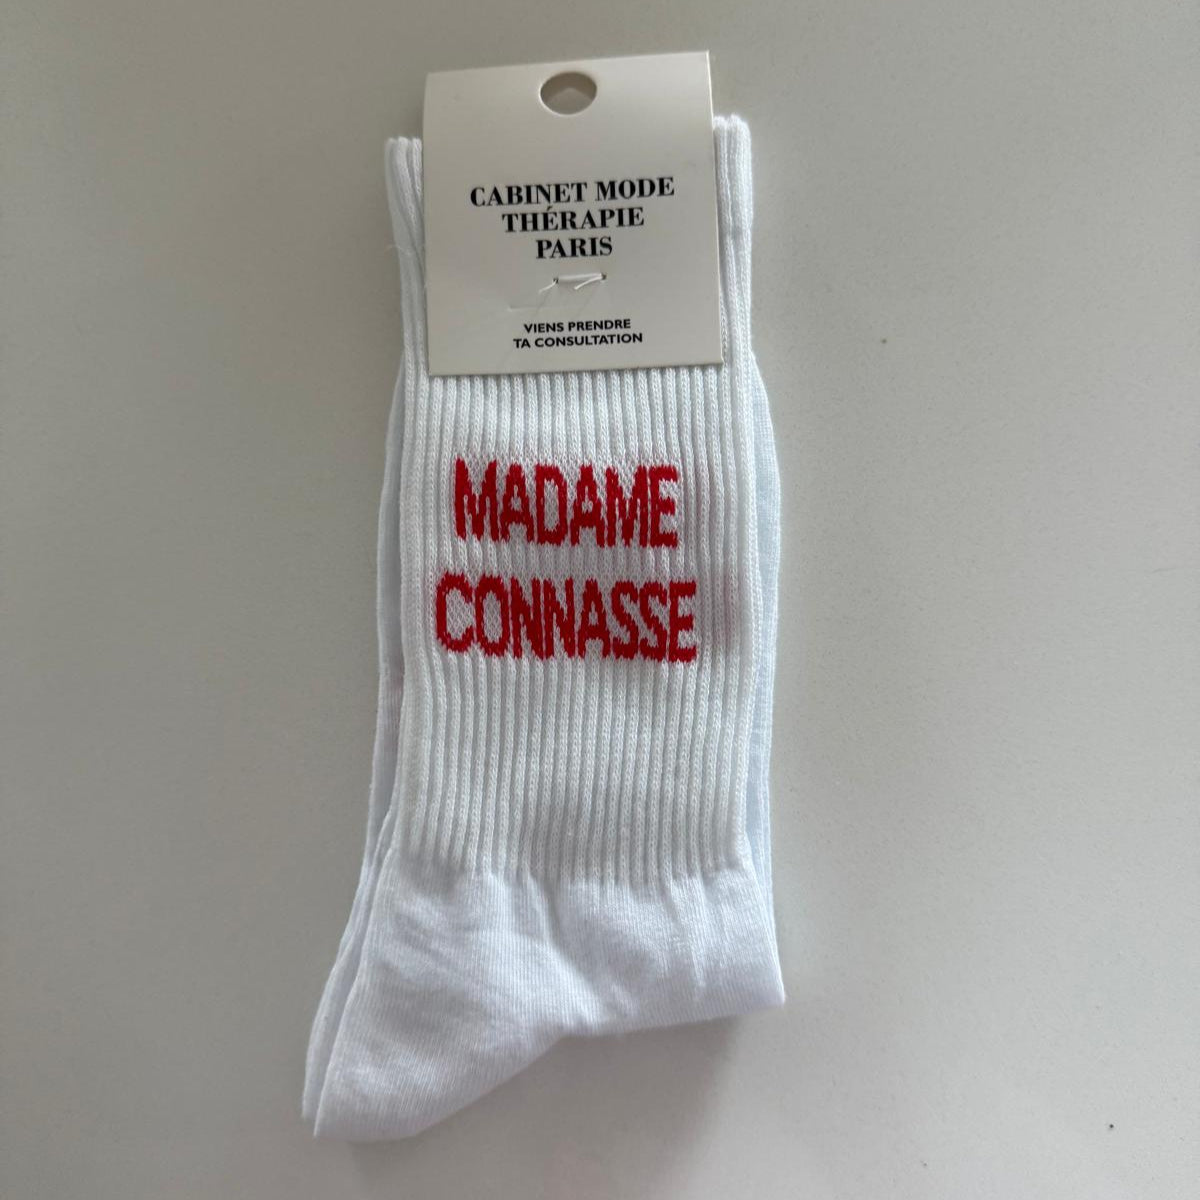 CABINET MODE
THÉRAPIE
PARIS
VIENS PRENDRE
TA CONSULTATION
MADAME
CONNASSE